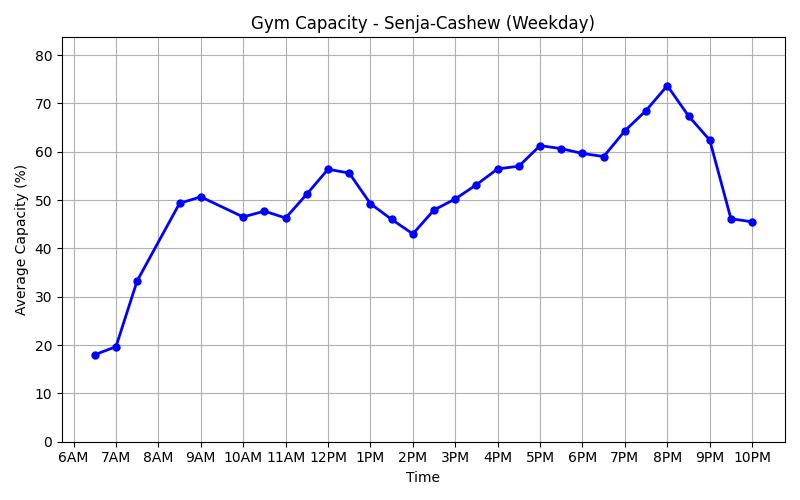 Gym Capacity - Senja-Cashew (Weekday)
Average Capacity (%)
80
70
60
50
40
30
20
10
0
6AM 7AM 8AM 9AM 10AM 11AM 12PM 1PM 2PM 3PM 4PM 5PM 6PM 7PM 8PM 9PM 10PM
Time